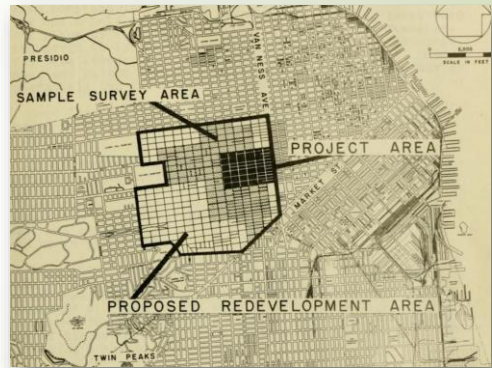 PRESIDIO
VAN NESS AVE
SCALE IN FEET
SAMPLE SURVEY AREA
PROJECT AREA
MARKET ST
PROPOSED REDEVELOPMENT AREA
TWIN PEAKS